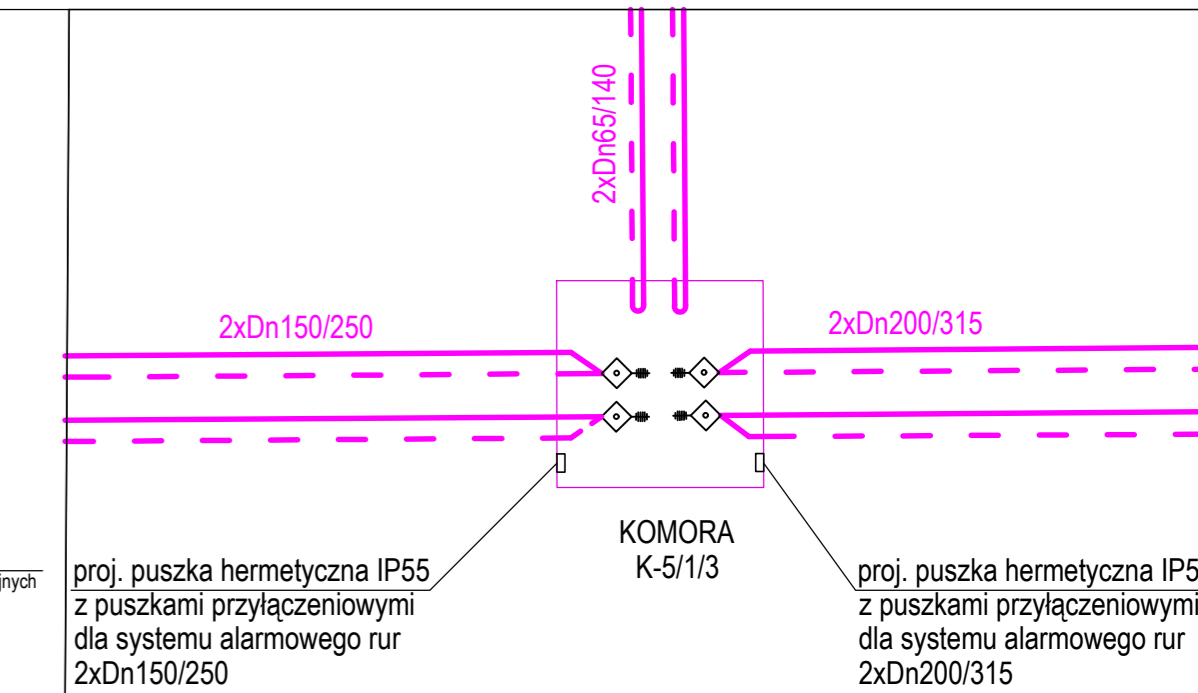 2xDn65/140
2xDn150/250
2xDn200/315
KOMORA
K-5/1/3
jnych
proj. puszka hermetyczna IP55
z puszkami przyłączeniowymi
dla systemu alarmowego rur
2xDn150/250
proj. puszka hermetyczna IP5
z puszkami przyłączeniowymi
dla systemu alarmowego rur
2xDn200/315